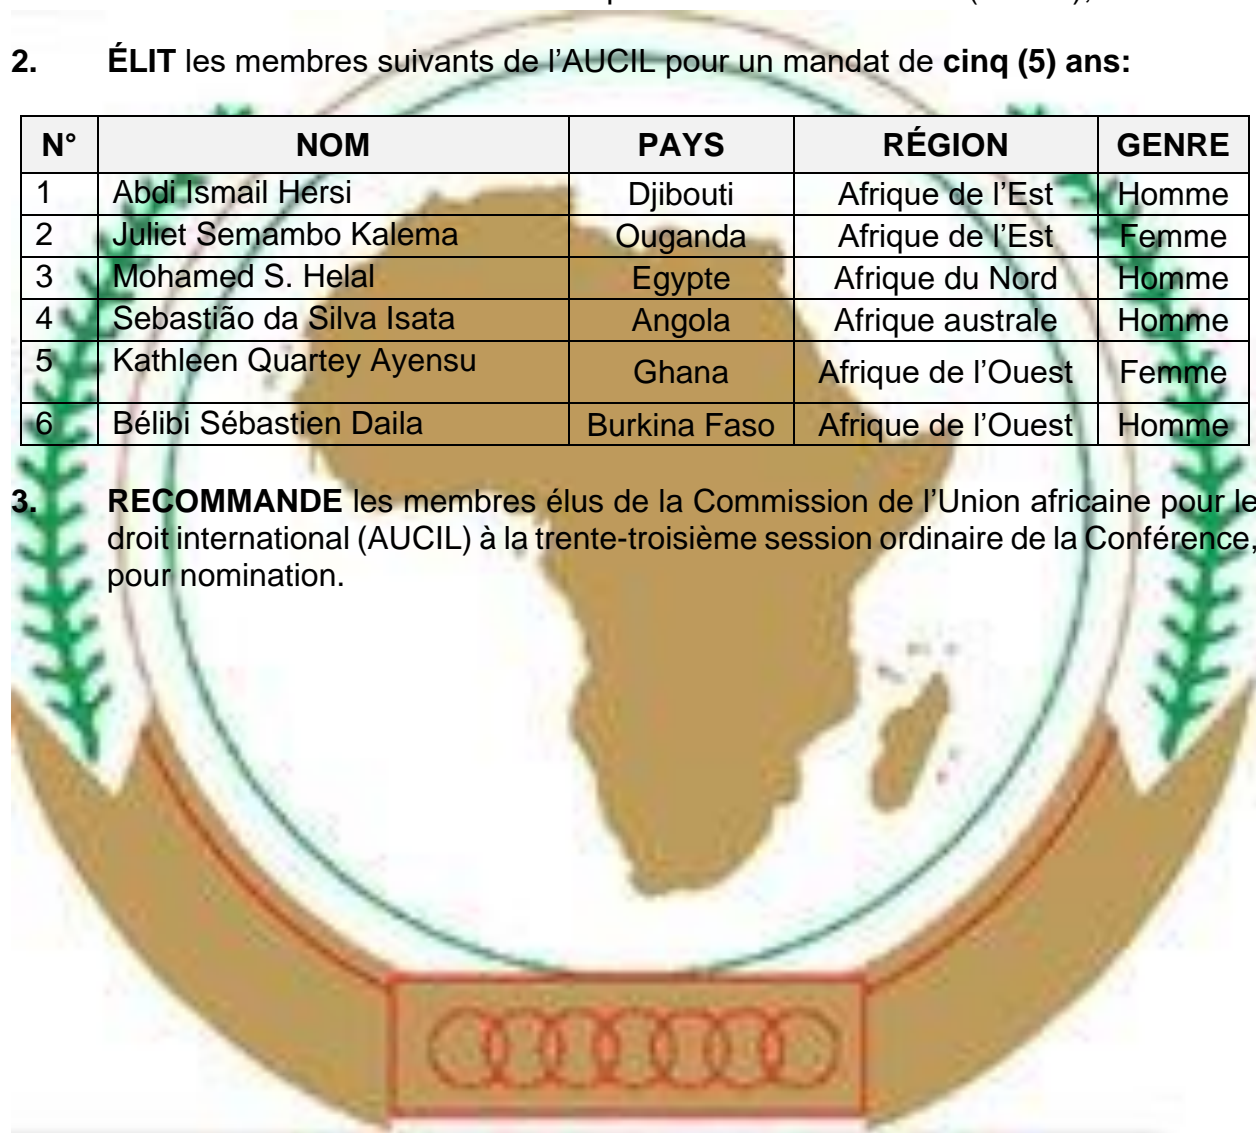 2. ÉLIT les membres suivants de l’AUCIL pour un mandat de cinq (5) ans:
N° NOM PAYS RÉGION GENRE
1 Abdi Ismail Hersi Djibouti Afrique de l’Est Homme
2 Juliet Semambo Kalema Ouganda Afrique de l’Est Femme
3 Mohamed S. Helal Egypte Afrique du Nord Homme
4 Sebastião da Silva Isata Angola Afrique australe Homme
5 Kathleen Quartey Ayensu Ghana Afrique de l’Ouest Femme
6 Bélibi Sébastien Daila Burkina Faso Afrique de l’Ouest Homme
3. RECOMMANDE les membres élus de la Commission de l’Union africaine pour le
droit international (AUCIL) à la trente-troisième session ordinaire de la Conférence,
pour nomination.